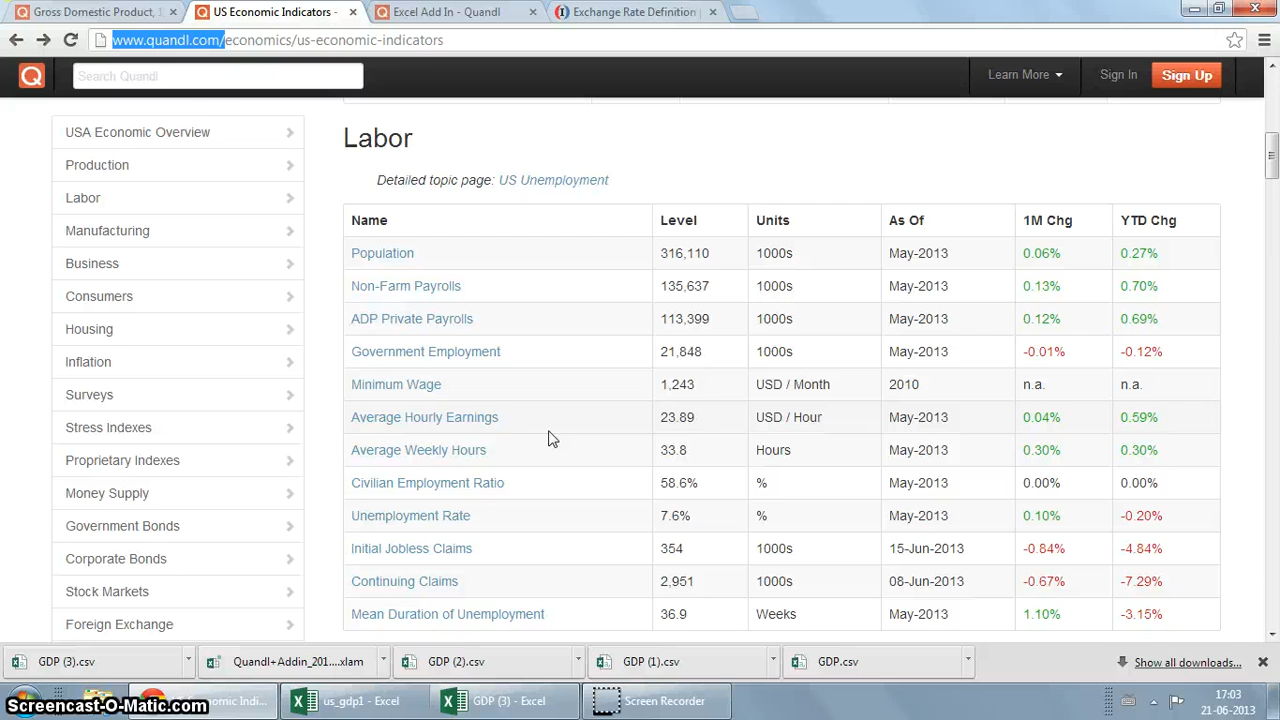 Gross Domestic Product, I
US Economic Indicators -
Excel Add In - Quandl
Exchange Rate Definition
www.quandl.com/economics/us-economic-indicators
Q
Search Quandl
Learn More
Sign In
Sign Up
USA Economic Overview
Production
Labor
Manufacturing
Business
Consumers
Housing
Inflation
Surveys
Stress Indexes
Proprietary Indexes
Money Supply
Government Bonds
Corporate Bonds
Stock Markets
Foreign Exchange
Labor
Detailed topic page: US Unemployment
Name Level Units As Of 1M Chg YTD Chg
Population 316,110 1000s May-2013 0.06% 0.27%
Non-Farm Payrolls 135,637 1000s May-2013 0.13% 0.70%
ADP Private Payrolls 113,399 1000s May-2013 0.12% 0.69%
Government Employment 21,848 1000s May-2013 -0.01% -0.12%
Minimum Wage 1,243 USD / Month 2010 n.a. n.a.
Average Hourly Earnings 23.89 USD / Hour May-2013 0.04% 0.59%
Average Weekly Hours 33.8 Hours May-2013 0.30% 0.30%
Civilian Employment Ratio 58.6% % May-2013 0.00% 0.00%
Unemployment Rate 7.6% % May-2013 0.10% -0.20%
Initial Jobless Claims 354 1000s 15-Jun-2013 -0.84% -4.84%
Continuing Claims 2,951 1000s 08-Jun-2013 -0.67% -7.29%
Mean Duration of Unemployment 36.9 Weeks May-2013 1.10% -3.15%
GDP (3).csv
Quandl+Addin_201....xlam
GDP (2).csv
GDP (1).csv
GDP.csv
Show all downloads...
Economic Indi...
us_gdp1 - Excel
GDP (3) - Excel
Screen Recorder
17:03
21-06-2013
Screencast-O-Matic.com